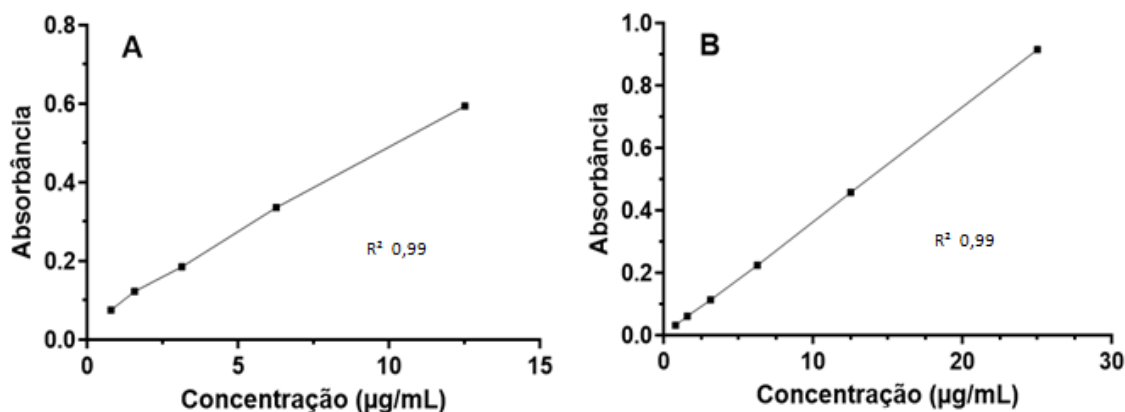 A
Absorbância
0.8
0.6
0.4
0.2
0.0
R² 0,99
0 5 10 15
Concentração (µg/mL)
B
Absorbância
1.0
0.8
0.6
0.4
0.2
0.0
R² 0,99
0 10 20 30
Concentração (µg/mL)